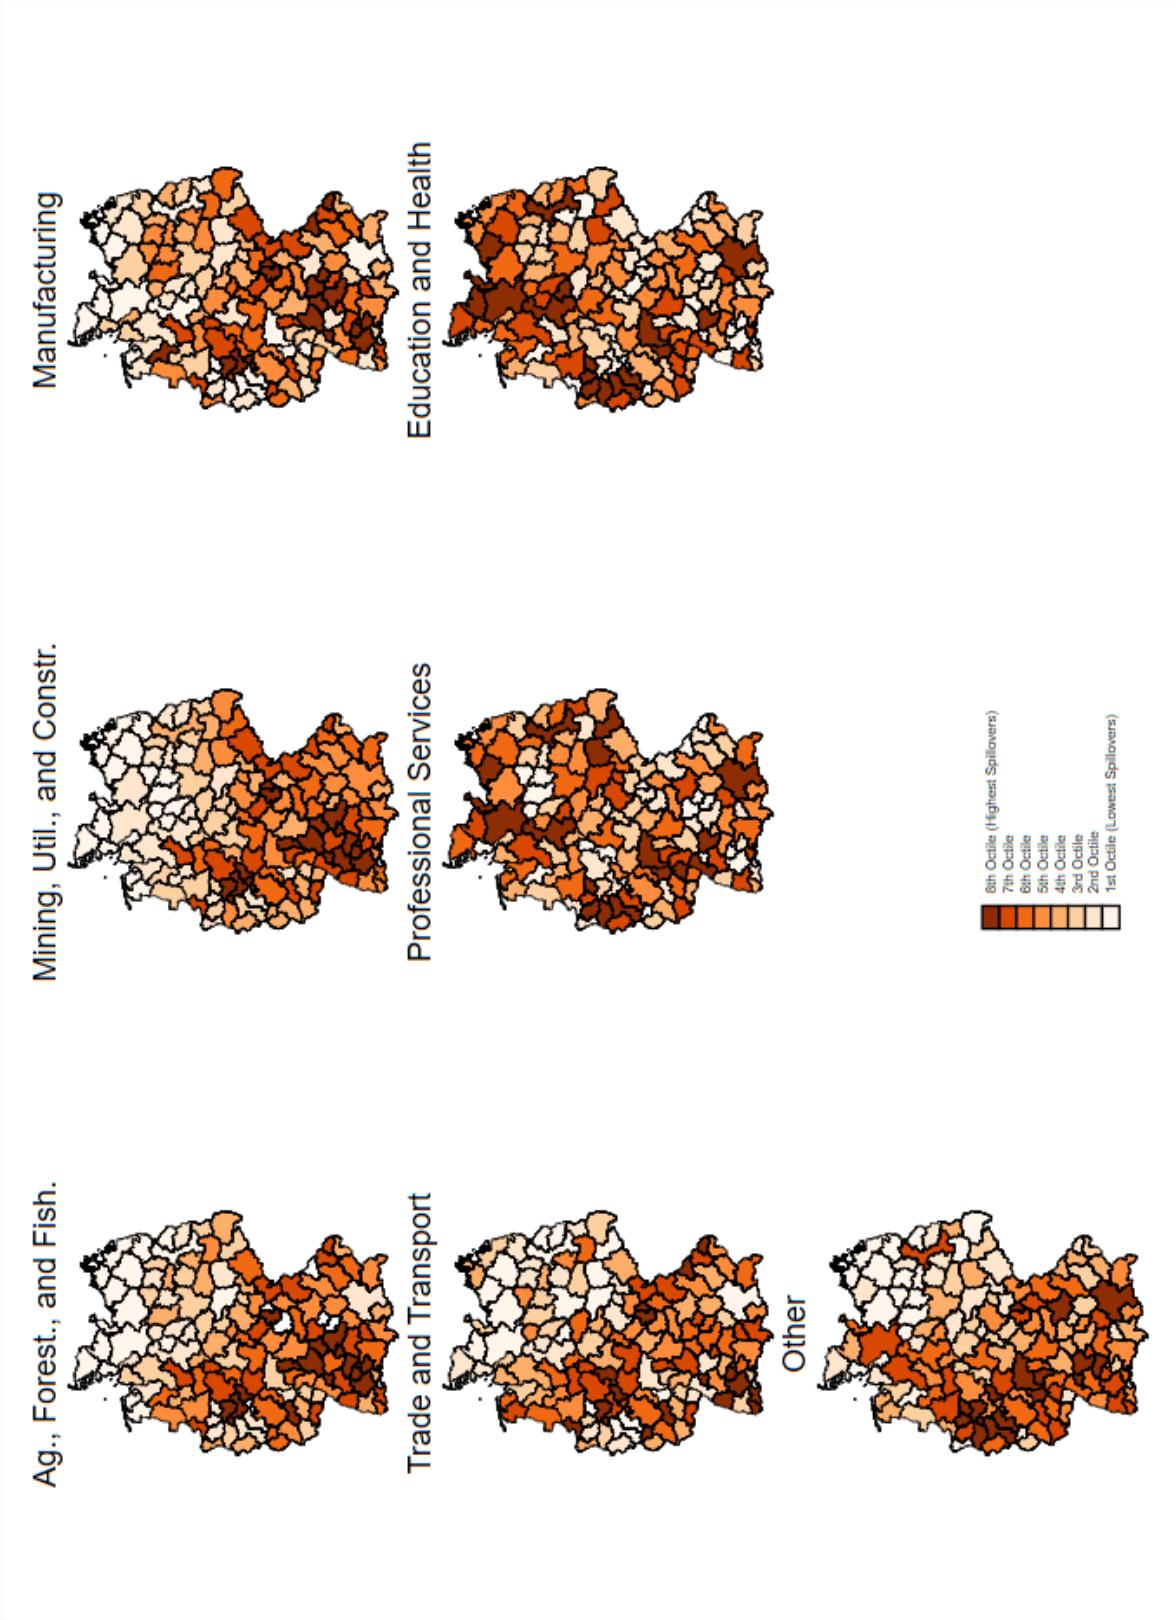 Ag., Forest., and Fish.
Mining, Util., and Constr.
Manufacturing
Trade and Transport
Professional Services
Education and Health
Other
8th Octile (Highest Spillovers)
7th Octile
6th Octile
5th Octile
4th Octile
3rd Octile
2nd Octile
1st Octile (Lowest Spillovers)